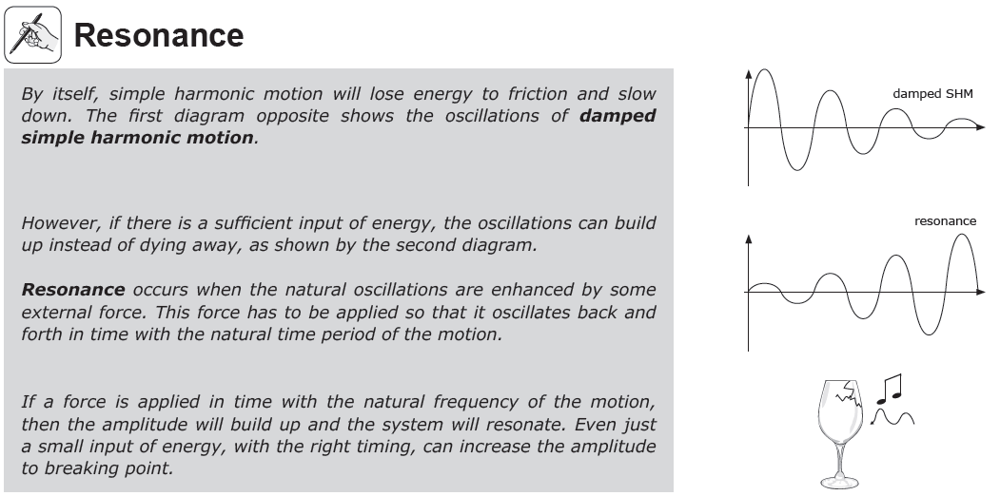 Resonance
By itself, simple harmonic motion will lose energy to friction and slow
down. The first diagram opposite shows the oscillations of damped
simple harmonic motion.
damped SHM
However, if there is a sufficient input of energy, the oscillations can build
up instead of dying away, as shown by the second diagram.
resonance
Resonance occurs when the natural oscillations are enhanced by some
external force. This force has to be applied so that it oscillates back and
forth in time with the natural time period of the motion.
If a force is applied in time with the natural frequency of the motion,
then the amplitude will build up and the system will resonate. Even just
a small input of energy, with the right timing, can increase the amplitude
to breaking point.